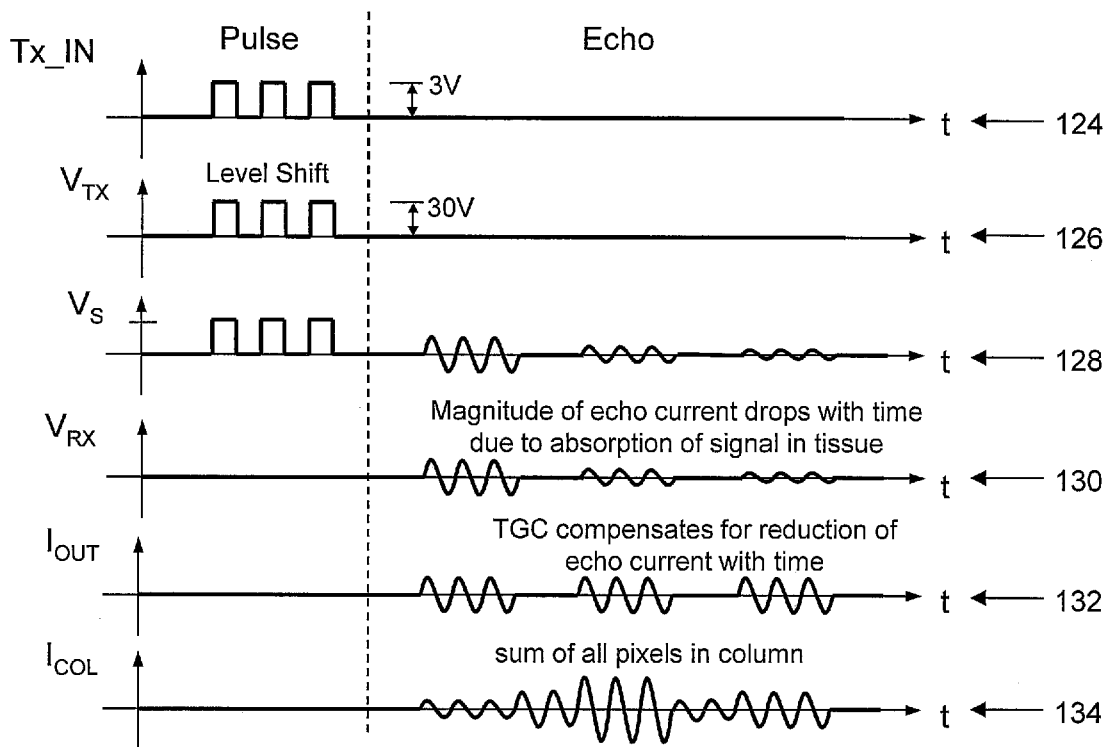 Pulse Echo
Tx_IN
3V
t
124
Level Shift
V_TX
30V
t
126
V_S
t
128
Magnitude of echo current drops with time
due to absorption of signal in tissue
V_RX
t
130
TGC compensates for reduction of
echo current with time
I_OUT
t
132
sum of all pixels in column
I_COL
t
134